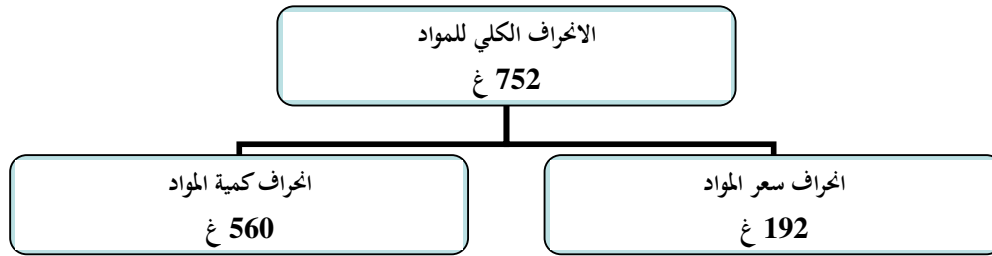 الانحراف الكلي للمواد
752 غ
انحراف سعر المواد
192 غ
انحراف كمية المواد
560 غ